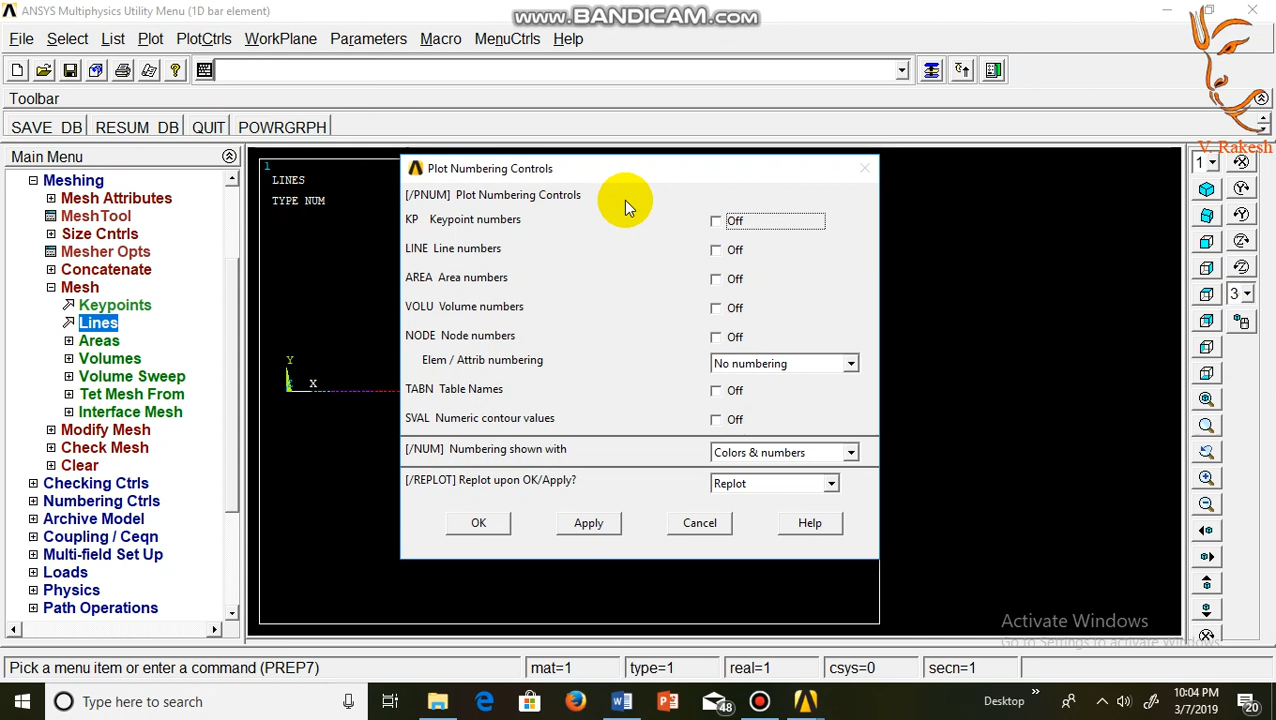 ANSYS Multiphysics Utility Menu (1D bar element)
WWW.BANDICAM.COM
File Select List Plot PlotCtrls WorkPlane Parameters Macro MenuCtrls Help
Toolbar
SAVE_DB RESUM_DB QUIT POWRGRPH
V. Rakesh
Main Menu
Meshing
Mesh Attributes
MeshTool
Size Cntrls
Mesher Opts
Concatenate
Mesh
Keypoints
Lines
Areas
Volumes
Volume Sweep
Tet Mesh From
Interface Mesh
Modify Mesh
Check Mesh
Clear
Checking Ctrls
Numbering Ctrls
Archive Model
Coupling / Ceqn
Multi-field Set Up
Loads
Physics
Path Operations
1
LINES
TYPE NUM
Y
X
Plot Numbering Controls
[/PNUM] Plot Numbering Controls
KP Keypoint numbers Off
LINE Line numbers Off
AREA Area numbers Off
VOLU Volume numbers Off
NODE Node numbers Off
Elem / Attrib numbering No numbering
TABN Table Names Off
SVAL Numeric contour values Off
[/NUM] Numbering shown with Colors & numbers
[/REPLOT] Replot upon OK/Apply? Replot
OK Apply Cancel Help
1
3
Activate Windows
Go to Settings to activate Windows.
Pick a menu item or enter a command (PREP7) mat=1 type=1 real=1 csys=0 secn=1
Type here to search 48 Desktop 10:04 PM
3/7/2019 20